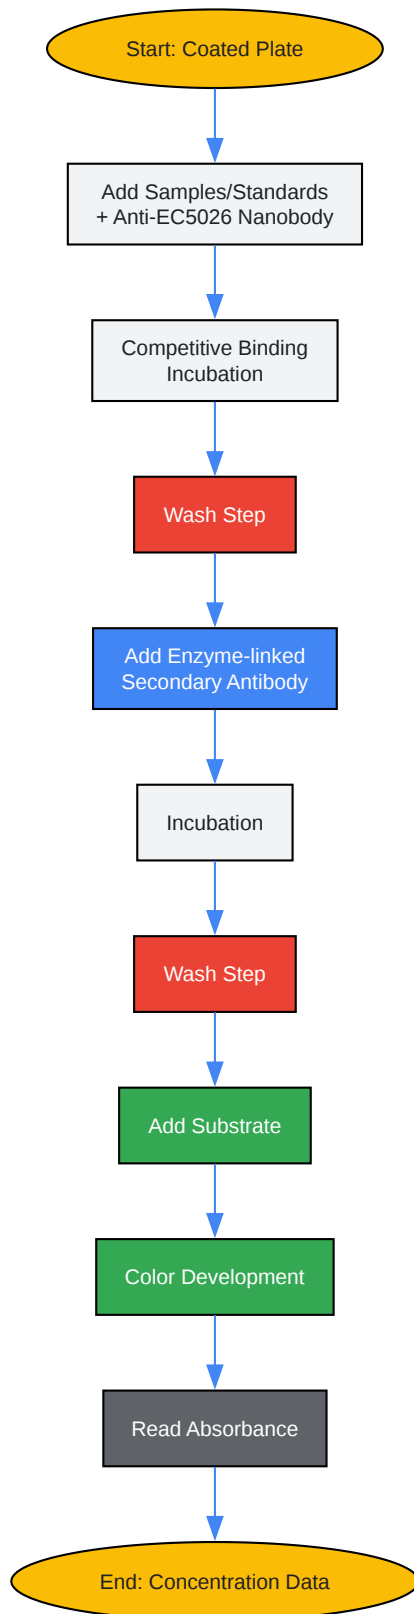 Start: Coated Plate
Add Samples/Standards
+ Anti-EC5026 Nanobody
Competitive Binding
Incubation
Wash Step
Add Enzyme-linked
Secondary Antibody
Incubation
Wash Step
Add Substrate
Color Development
Read Absorbance
End: Concentration Data